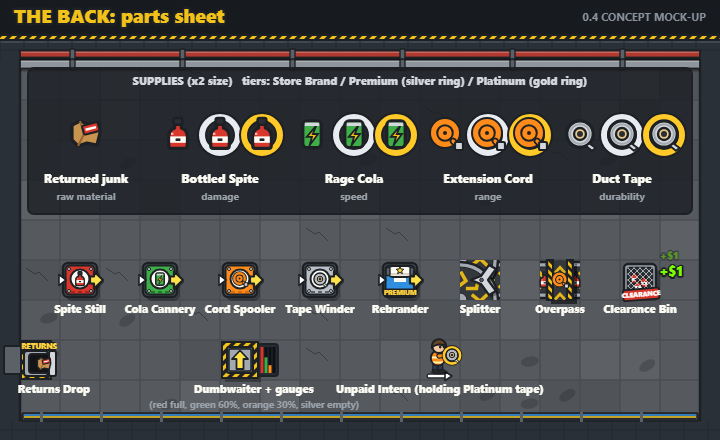 THE BACK: parts sheet
0.4 CONCEPT MOCK-UP
SUPPLIES (x2 size) tiers: Store Brand / Premium (silver ring) / Platinum (gold ring)
Returned junk
Bottled Spite
Rage Cola
Extension Cord
Duct Tape
raw material
damage
speed
range
durability
+$1
+$1
PREMIUM
CLEARANCE
Spite Still
Cola Cannery
Cord Spooler
Tape Winder
Rebrander
Splitter
Overpass
Clearance Bin
RETURNS
Returns Drop
Dumbwaiter + gauges
Unpaid Intern (holding Platinum tape)
(red full, green 60%, orange 30%, silver empty)